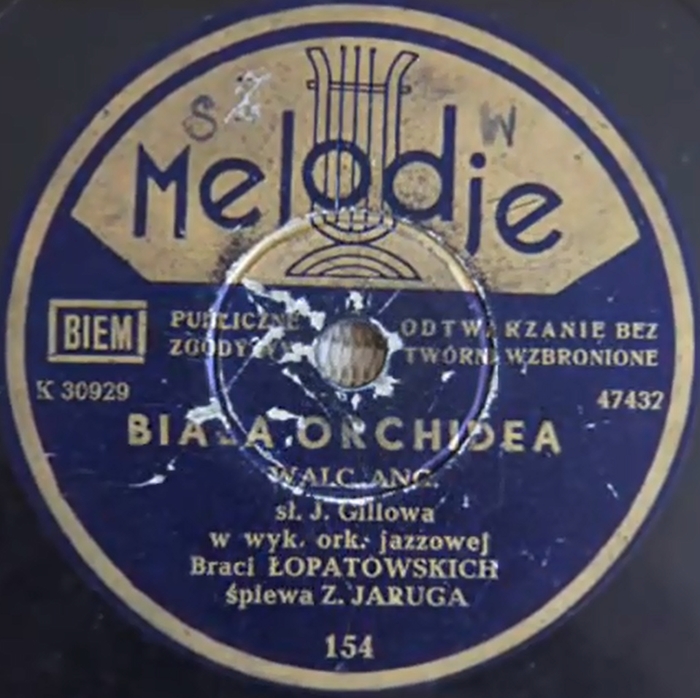 S Z W
Melodje
BIEM
PUBLICZNE ODTWARZANIE BEZ
ZGODY WYTWÓRNI WZBRONIONE
K 30929
47432
BIAŁA ORCHIDEA
WALC ANG.
sł. J. Gillowa
w wyk. ork. jazzowej
Braci ŁOPATOWSKICH
śpiewa Z. JARUGA
154